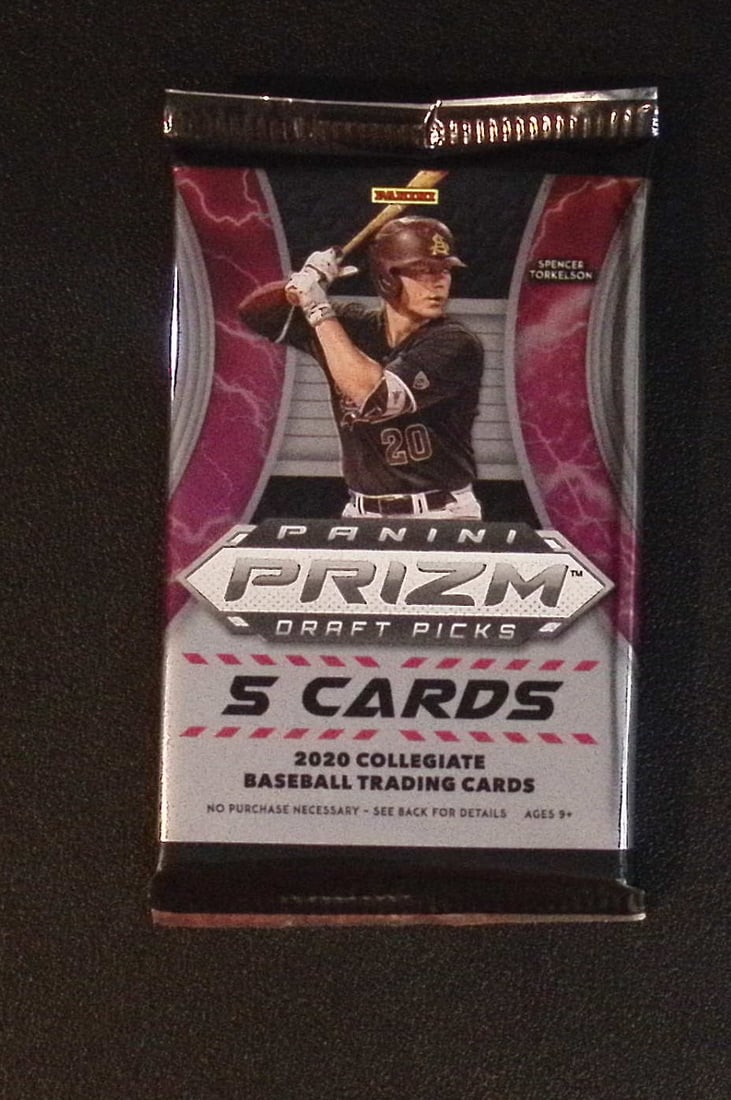 PANINI
SPENCER
TORKELSON
S
20
PANINI
PRIZM™
DRAFT PICKS
5 CARDS
2020 COLLEGIATE
BASEBALL TRADING CARDS
NO PURCHASE NECESSARY – SEE BACK FOR DETAILS AGES 9+